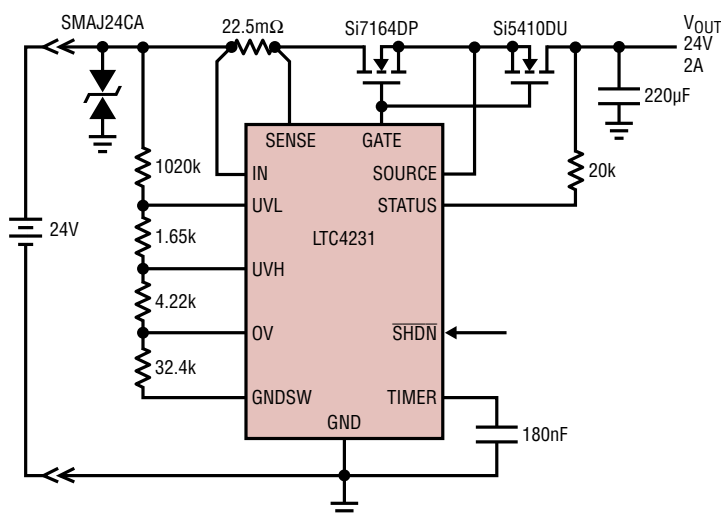 SMAJ24CA
22.5mΩ
Si7164DP
Si5410DU
VOUT
24V
2A
220µF
SENSE
GATE
1020k
IN
SOURCE
20k
UVL
STATUS
24V
1.65k
LTC4231
UVH
4.22k
OV
SHDN
32.4k
GNDSW
TIMER
GND
180nF